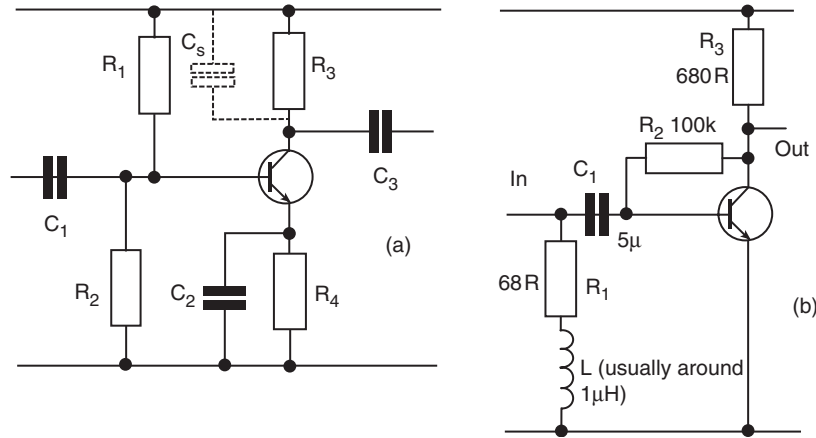 R₁
Cₛ
R₃
C₁
C₃
R₂
C₂
R₄
(a)
R₃
680R
R₂ 100k
Out
In
C₁
5μ
68R
R₁
(b)
L (usually around
1μH)